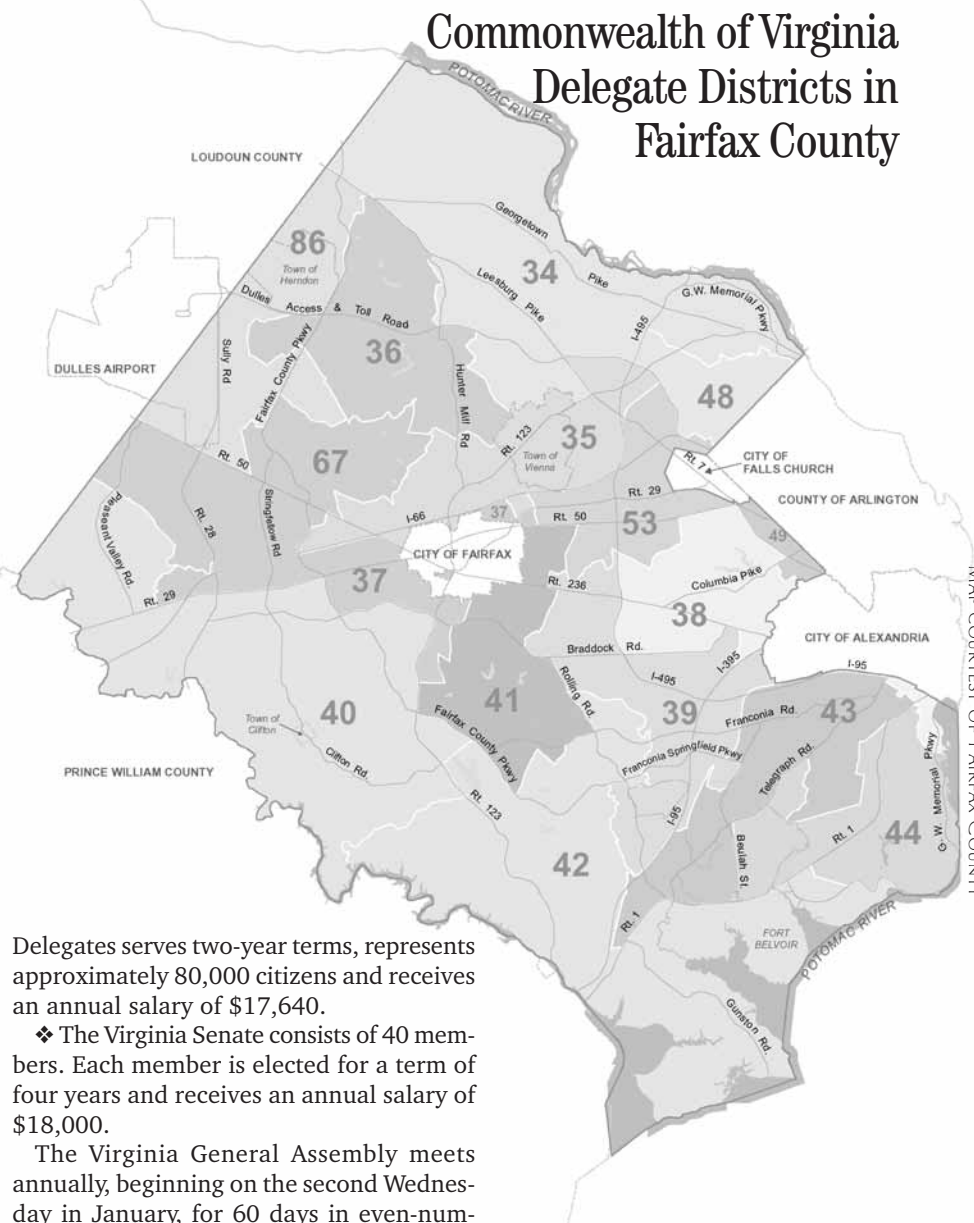 Commonwealth of Virginia
Delegate Districts in
Fairfax County
POTOMAC RIVER
LOUDOUN COUNTY
Georgetown
Pike
86
Town of
Herndon
34
Leesburg Pike
G.W. Memorial Pkwy
Dulles Access & Toll Road
I-495
36
Sully Rd
Fairfax County Pkwy
DULLES AIRPORT
Hunter Mill Rd
48
Rt. 123
35
Town of
Vienna
Rt. 50
67
Rt. 7
CITY OF
FALLS CHURCH
COUNTY OF ARLINGTON
Pleaseant Valley Rd.
Rt. 28
Stringfellow Rd
Rt. 29
I-66
37
Rt. 50
53
49
CITY OF FAIRFAX
37
Rt. 236
Columbia Pike
Rt. 29
38
MAP COURTESY OF FAIRFAX COUNTY
CITY OF ALEXANDRIA
Braddock Rd.
I-395
I-95
I-495
Rolling Rd.
41
40
39
43
Franconia Rd.
Town of
Clifton
Fairfax County Pkwy
Clifton Rd.
Franconia Springfield Pkwy
Telegraph Rd.
G. W. Memorial Pkwy
PRINCE WILLIAM COUNTY
Rt. 123
I-95
Rt. 1
44
42
Beulah St.
Rt. 1
FORT
BELVOIR
POTOMAC RIVER
Gunston Rd.
Delegates serves two-year terms, represents
approximately 80,000 citizens and receives
an annual salary of $17,640.
❖ The Virginia Senate consists of 40 mem-
bers. Each member is elected for a term of
four years and receives an annual salary of
$18,000.
The Virginia General Assembly meets
annually, beginning on the second Wednes-
day in January, for 60 days in even-num-